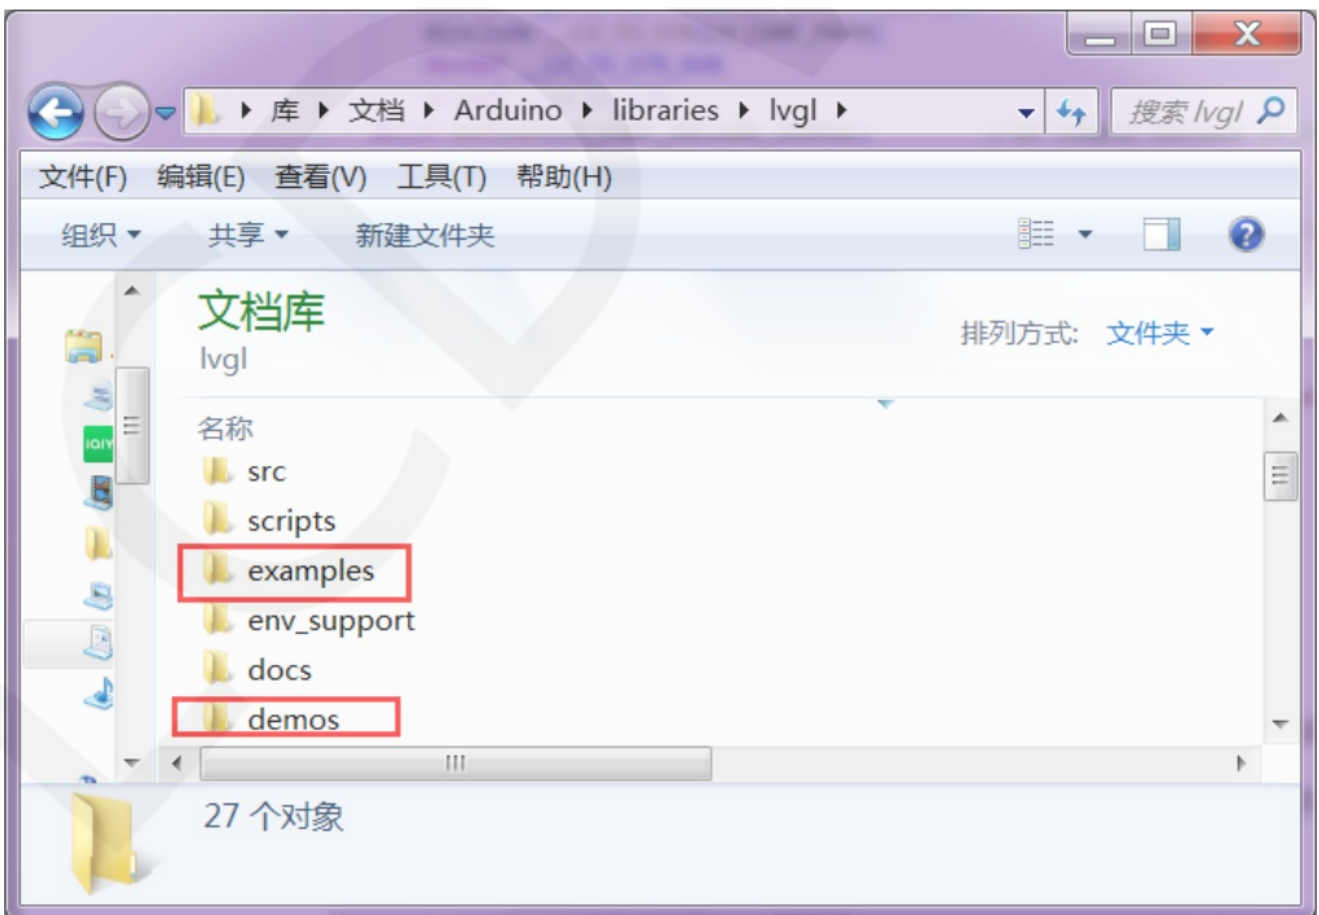 库 文档 Arduino libraries lvgl 搜索 lvgl
文件(F) 编辑(E) 查看(V) 工具(T) 帮助(H)
组织 共享 新建文件夹
文档库
lvgl
排列方式: 文件夹
名称
src
scripts
examples
env_support
docs
demos
27 个对象